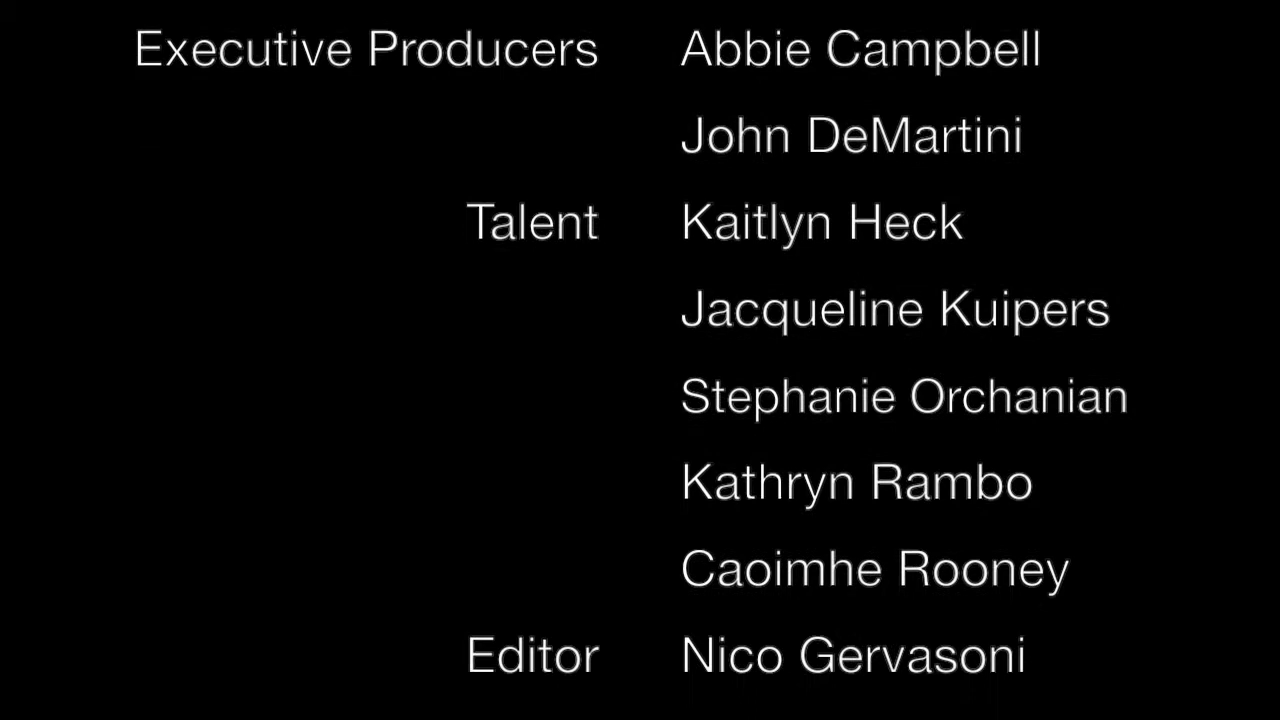 Executive Producers Abbie Campbell
John DeMartini
Talent Kaitlyn Heck
Jacqueline Kuipers
Stephanie Orchanian
Kathryn Rambo
Caoimhe Rooney
Editor Nico Gervasoni